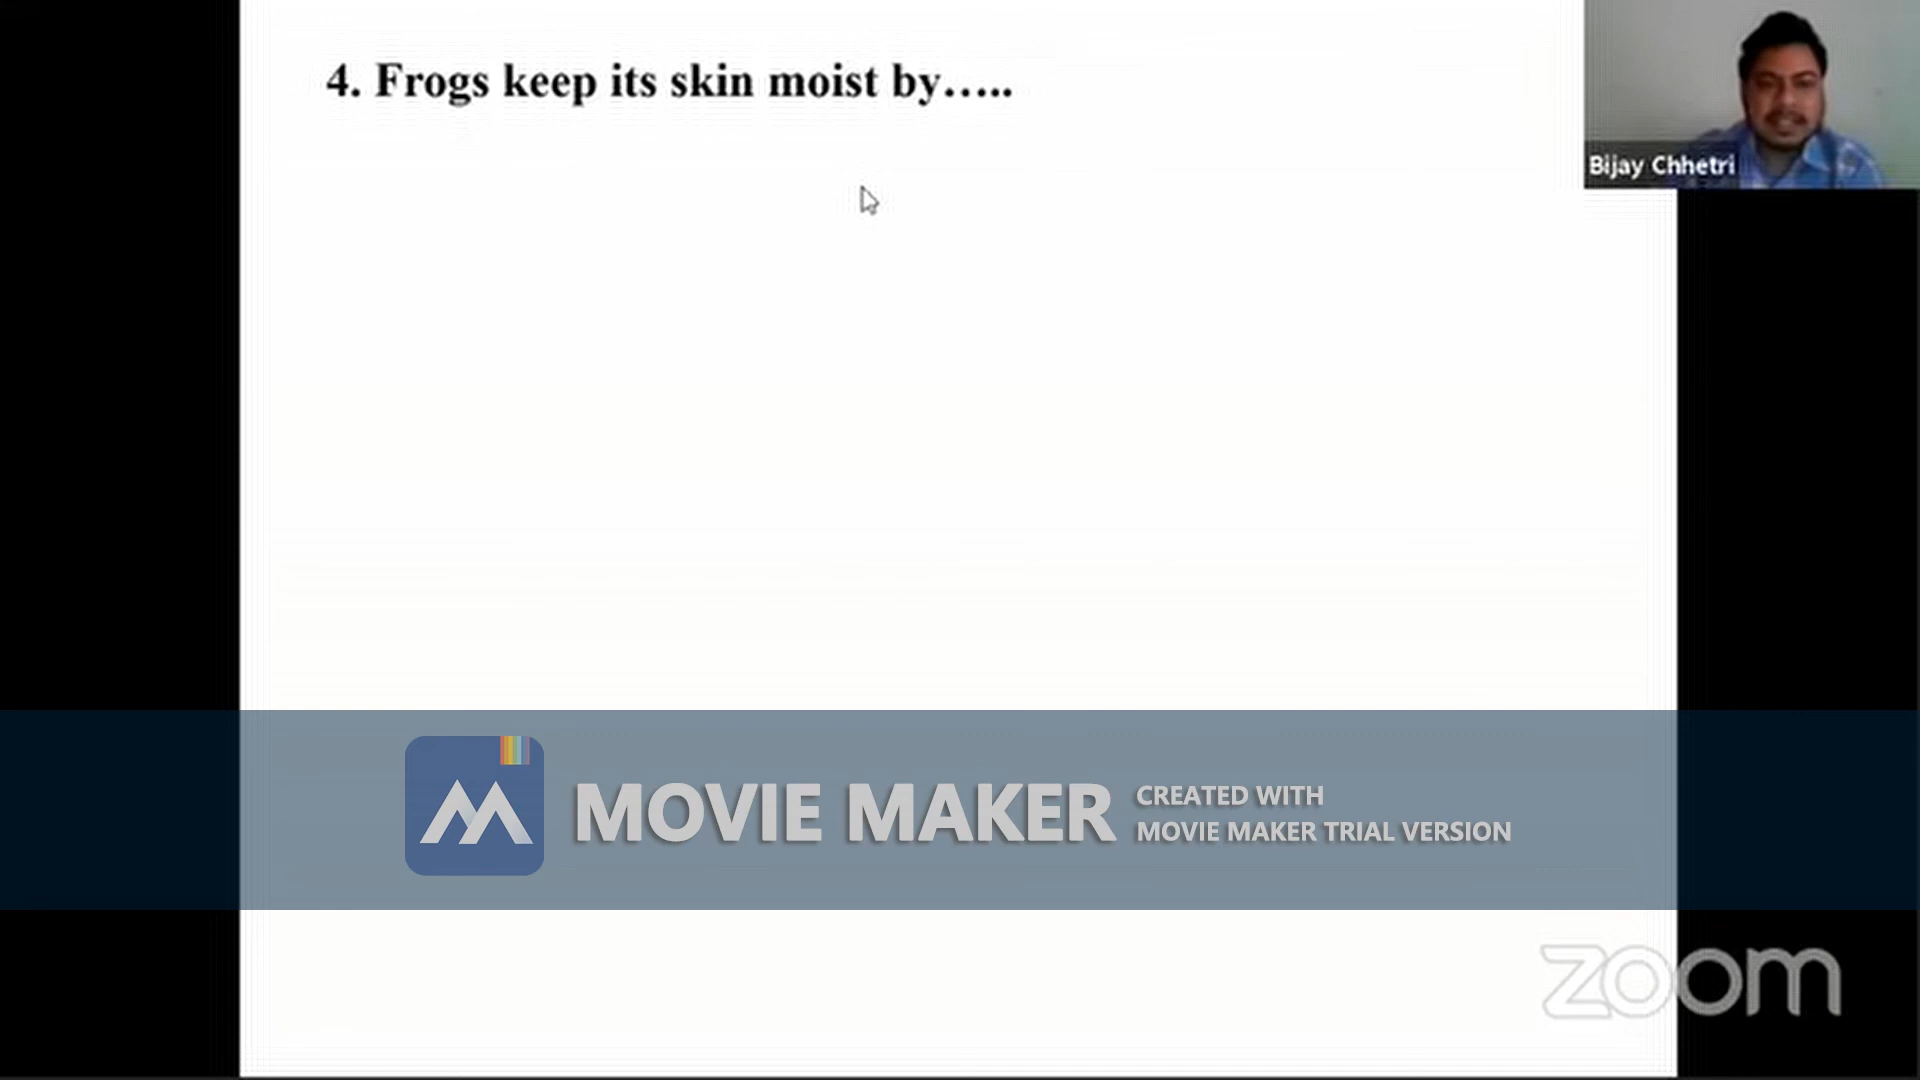 4. Frogs keep its skin moist by…..
Bijay Chhetri
MOVIE MAKER
CREATED WITH
MOVIE MAKER TRIAL VERSION
zoom